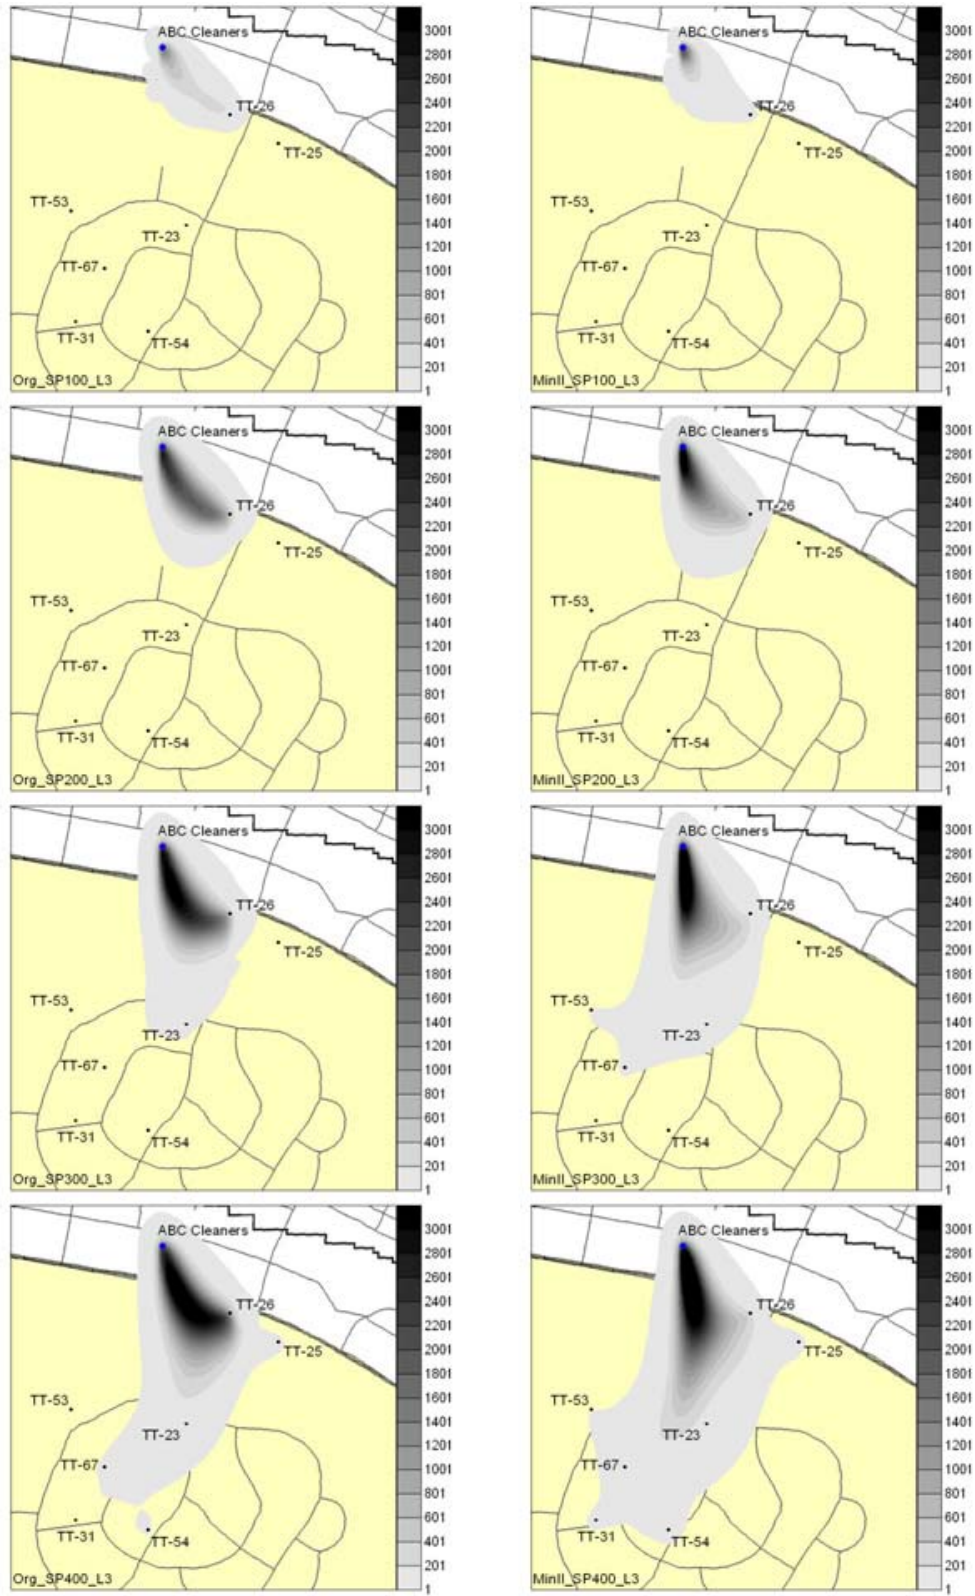 ABC Cleaners
TT-26
TT-25
TT-53
TT-23
TT-67
TT-31
TT-54
Org_SP100_L3
3001
2801
2601
2401
2201
2001
1801
1601
1401
1201
1001
801
601
401
201
1
ABC Cleaners
TT-26
TT-25
TT-53
TT-23
TT-67
TT-31
TT-54
MinII_SP100_L3
3001
2801
2601
2401
2201
2001
1801
1601
1401
1201
1001
801
601
401
201
1
ABC Cleaners
TT-26
TT-25
TT-53
TT-23
TT-67
TT-31
TT-54
Org_SP200_L3
3001
2801
2601
2401
2201
2001
1801
1601
1401
1201
1001
801
601
401
201
1
ABC Cleaners
TT-26
TT-25
TT-53
TT-23
TT-67
TT-31
TT-54
MinII_SP200_L3
3001
2801
2601
2401
2201
2001
1801
1601
1401
1201
1001
801
601
401
201
1
ABC Cleaners
TT-26
TT-25
TT-53
TT-23
TT-67
TT-31
TT-54
Org_SP300_L3
3001
2801
2601
2401
2201
2001
1801
1601
1401
1201
1001
801
601
401
201
1
ABC Cleaners
TT-26
TT-25
TT-53
TT-23
TT-67
TT-31
TT-54
MinII_SP300_L3
3001
2801
2601
2401
2201
2001
1801
1601
1401
1201
1001
801
601
401
201
1
ABC Cleaners
TT-26
TT-25
TT-53
TT-23
TT-67
TT-31
TT-54
Org_SP400_L3
3001
2801
2601
2401
2201
2001
1801
1601
1401
1201
1001
801
601
401
201
1
ABC Cleaners
TT-26
TT-25
TT-53
TT-23
TT-67
TT-31
TT-54
MinII_SP400_L3
3001
2801
2601
2401
2201
2001
1801
1601
1401
1201
1001
801
601
401
201
1